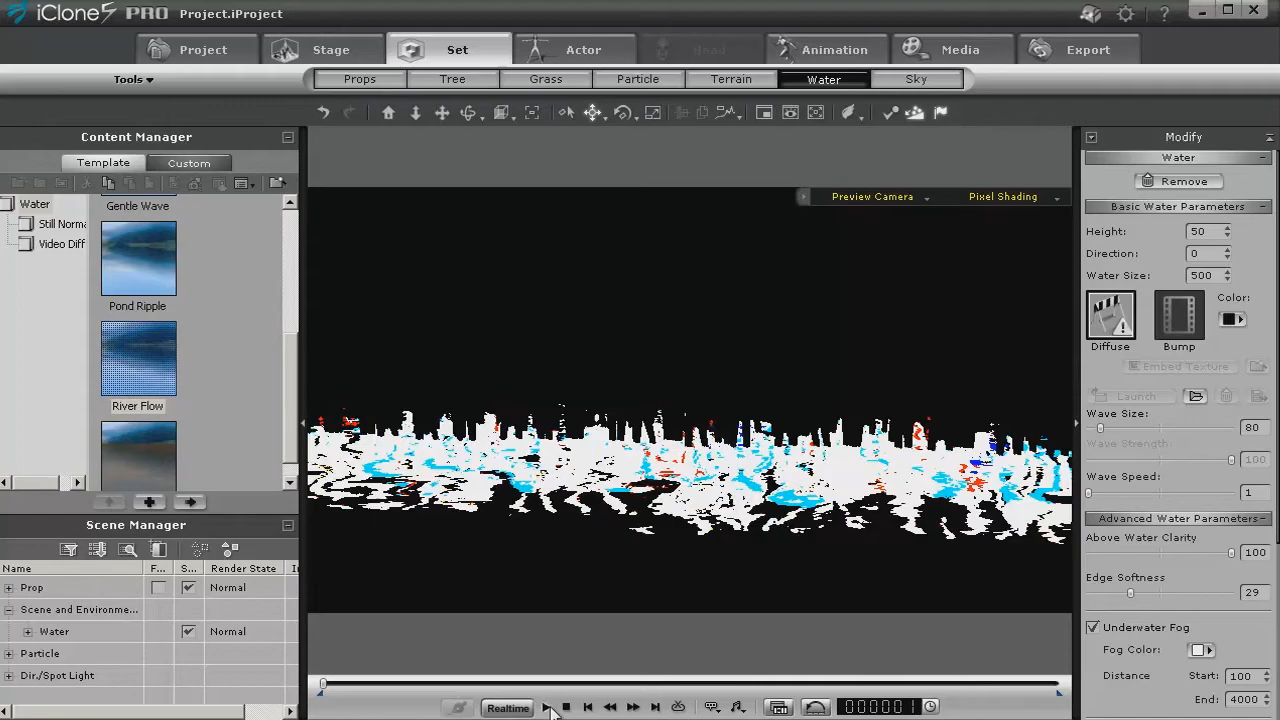 iClone5 PRO Project.iProject
Project Stage Set Actor Head Animation Media Export
Tools Props Tree Grass Particle Terrain Water Sky
Content Manager
Template Custom
Water
Still Norma
Video Diff
Gentle Wave
Pond Ripple
River Flow
Scene Manager
Name F... S... Render State
Prop Normal
Scene and Environme...
Water Normal
Particle
Dir./Spot Light
Preview Camera Pixel Shading
Realtime 000001
Modify
Water
Remove
Basic Water Parameters
Height: 50
Direction: 0
Water Size: 500
Color:
Diffuse Bump
Embed Texture
Launch
Wave Size:
80
Wave Strength:
100
Wave Speed:
1
Advanced Water Parameters
Above Water Clarity
100
Edge Softness
29
Underwater Fog
Fog Color:
Distance Start: 100
End: 4000